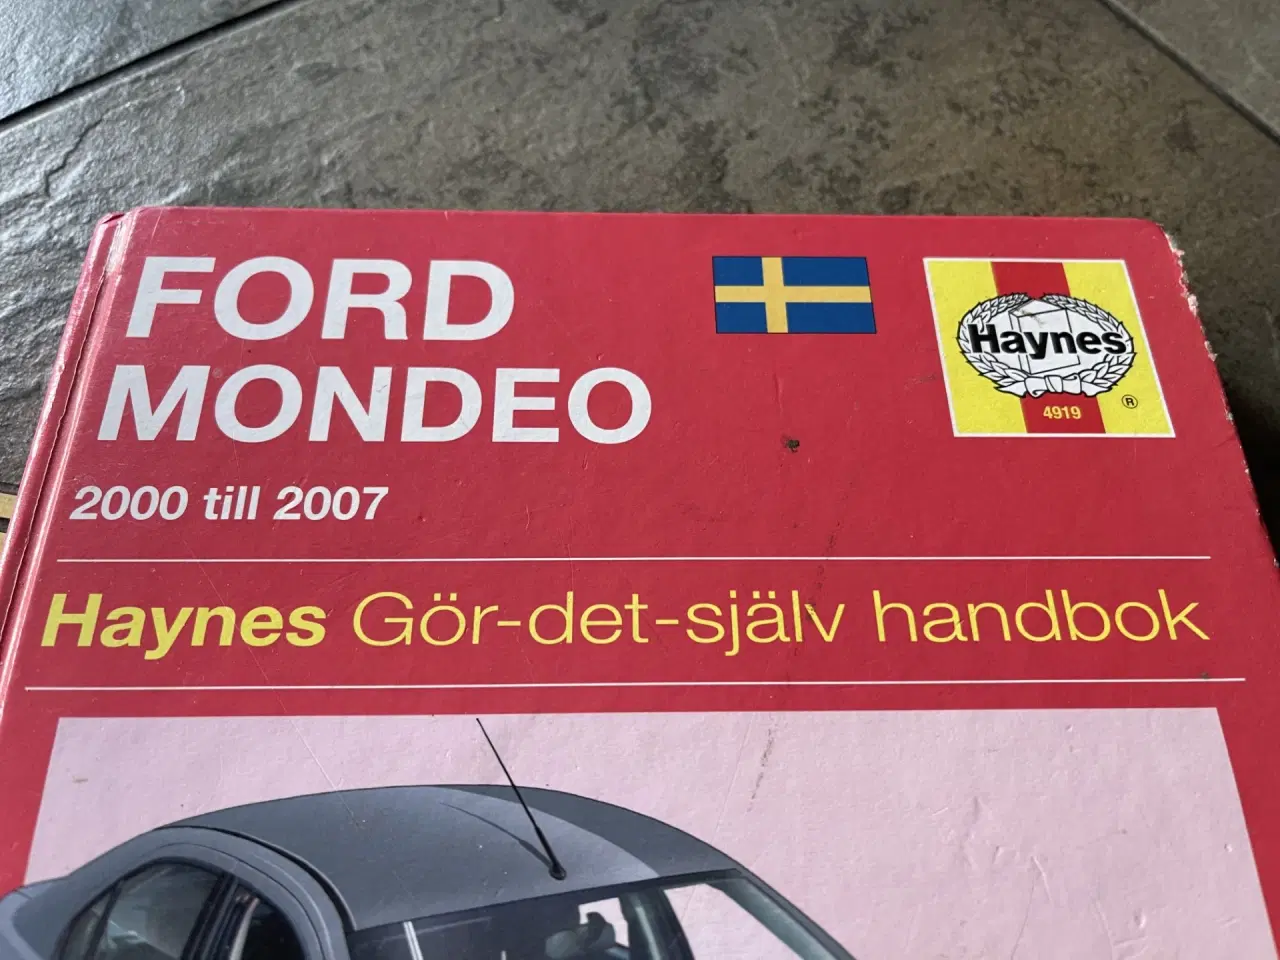 FORD
MONDEO
2000 till 2007
Haynes
4919
®
Haynes Gör-det-själv handbok